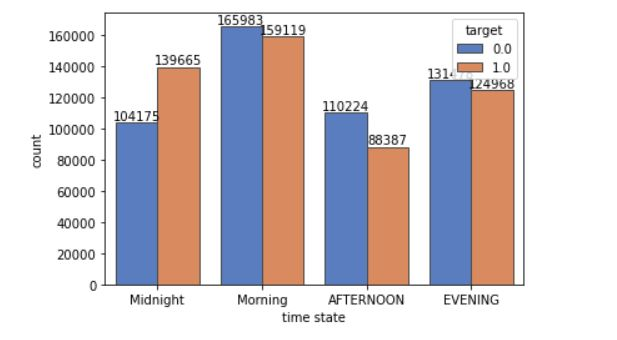 165983
159119
139665
104175
110224
88387
124968
target
0.0
1.0
160000
140000
120000
100000
80000
60000
40000
20000
0
count
Midnight
Morning
AFTERNOON
EVENING
time state